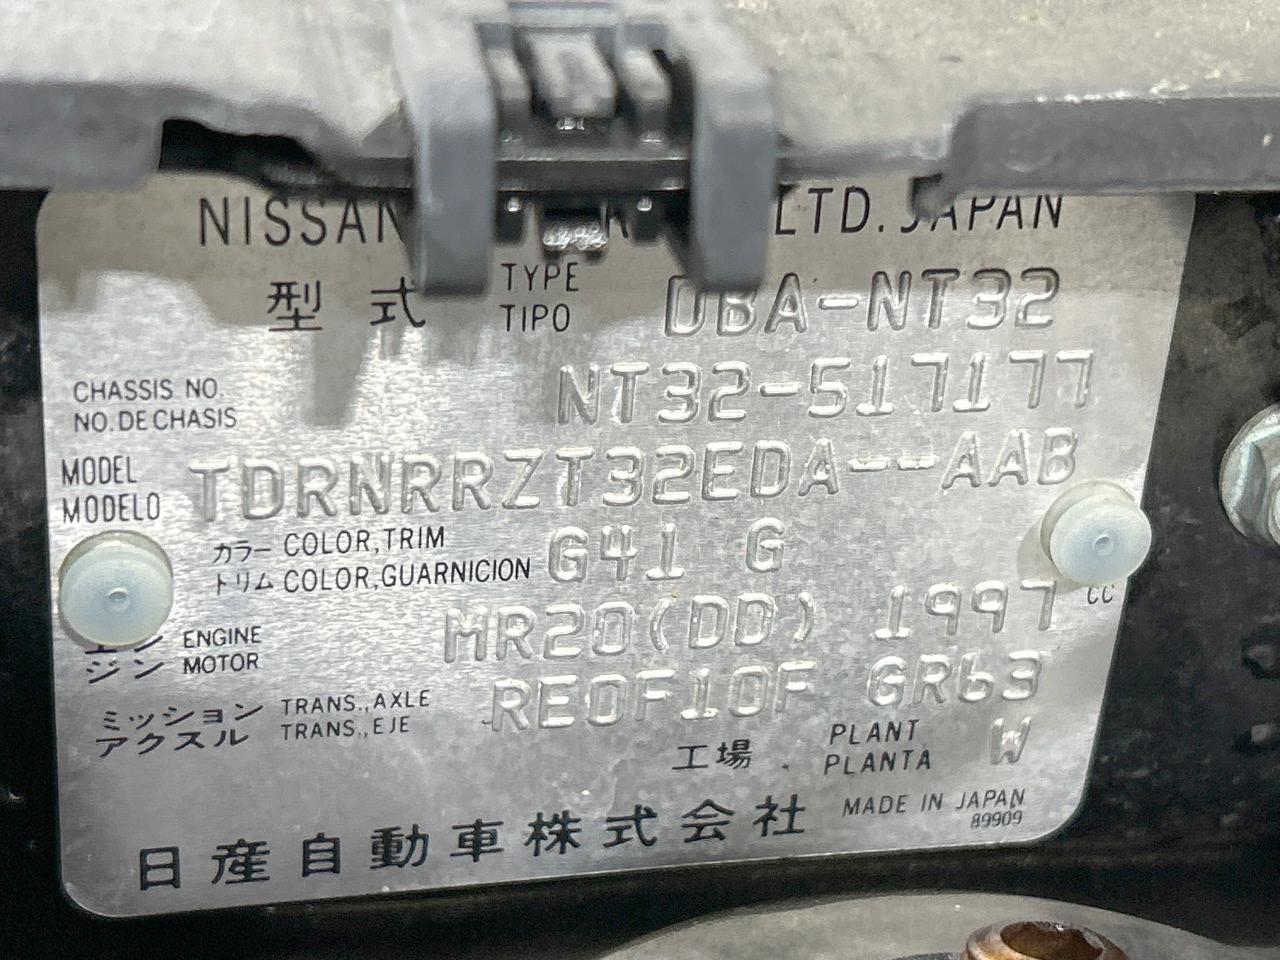 NISSAN LTD. JAPAN
型式 TYPE TIPO DBA-NT32
CHASSIS NO. NO. DE CHASIS NT32-517177
MODEL MODELO TDRNRRZT32EDA--AAB
カラー COLOR, TRIM
トリム COLOR, GUARNICION G41 G
エンジン ENGINE MOTOR MR20(DD) 1997 CC
ミッション TRANS., AXLE
アクスル TRANS., EJE RE0F10F GR63
工場 PLANT PLANTA W
日産自動車株式会社 MADE IN JAPAN
89909